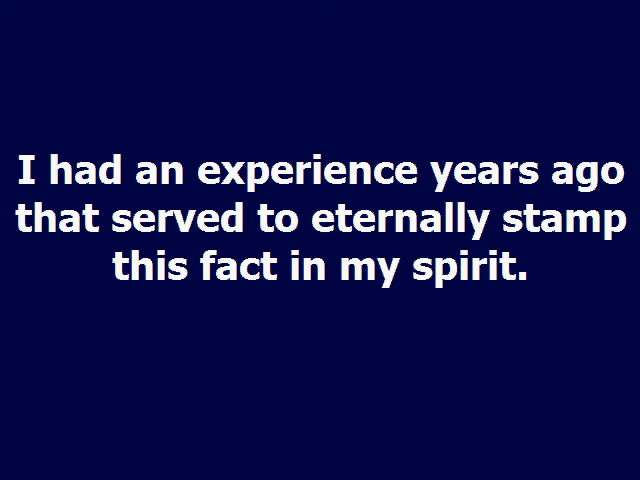 I had an experience years ago
that served to eternally stamp
this fact in my spirit.